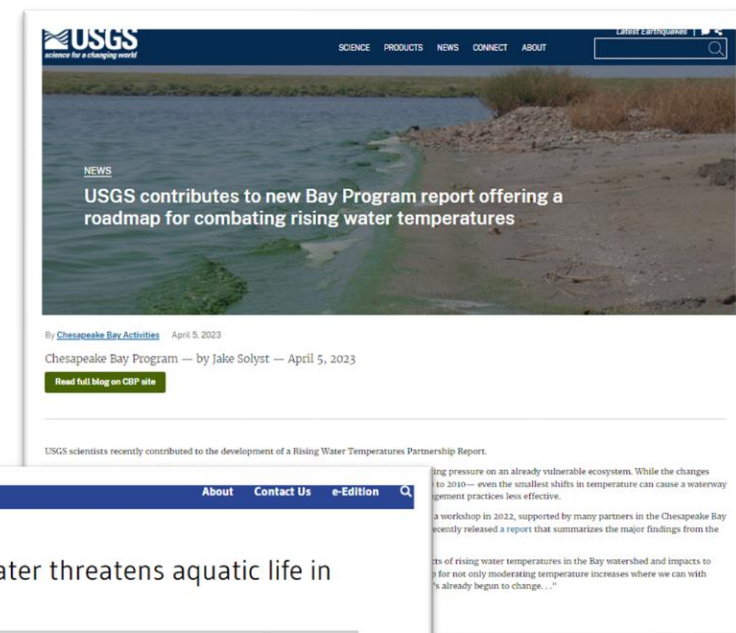 USGS
science for a changing world
Latest Earthquakes
SCIENCE PRODUCTS NEWS CONNECT ABOUT
NEWS
USGS contributes to new Bay Program report offering a
roadmap for combating rising water temperatures
By Chesapeake Bay Activities April 5, 2023
Chesapeake Bay Program — by Jake Solyst — April 5, 2023
Read full blog on CBP site
USGS scientists recently contributed to the development of a Rising Water Temperatures Partnership Report.
ing pressure on an already vulnerable ecosystem. While the changes
to 2010— even the smallest shifts in temperature can cause a waterway
gement practices less effective.
a workshop in 2022, supported by many partners in the Chesapeake Bay
ecently released a report that summarizes the major findings from the
ts of rising water temperatures in the Bay watershed and impacts to
for not only moderating temperature increases where we can with
's already begun to change. . ."
About Contact Us e-Edition
ater threatens aquatic life in